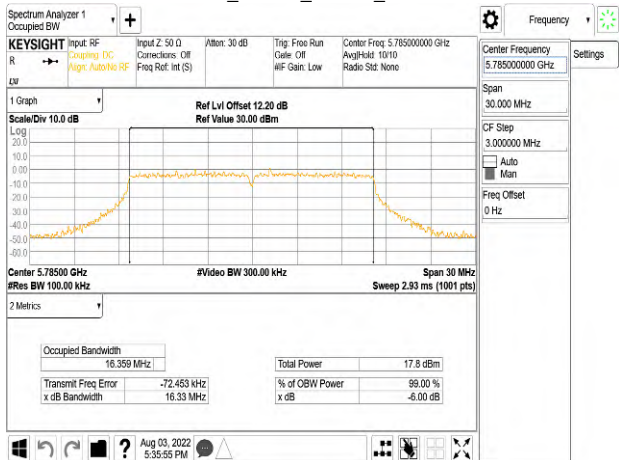 Spectrum Analyzer 1
Occupied BW
+
Frequency
KEYSIGHT
R
LXI
Input: RF
Coupling: DC
Align: Auto/No RF
Input Z: 50 Ω
Corrections: Off
Freq Ref: Int (S)
Atten: 30 dB
Trig: Free Run
Gate: Off
#IF Gain: Low
Center Freq: 5.785000000 GHz
Avg|Hold: 10/10
Radio Std: None
Center Frequency
5.785000000 GHz
Settings
Span
30.000 MHz
CF Step
3.000000 MHz
Auto
Man
Freq Offset
0 Hz
1 Graph
Scale/Div 10.0 dB
Ref Lvl Offset 12.20 dB
Ref Value 30.00 dBm
Log
20.0
10.0
0.00
-10.0
-20.0
-30.0
-40.0
-50.0
-60.0
Center 5.78500 GHz
#Res BW 100.00 kHz
#Video BW 300.00 kHz
Span 30 MHz
Sweep 2.93 ms (1001 pts)
2 Metrics
Occupied Bandwidth
16.359 MHz
Transmit Freq Error -72.453 kHz
x dB Bandwidth 16.33 MHz
Total Power 17.8 dBm
% of OBW Power 99.00 %
x dB -6.00 dB
?
Aug 03, 2022
5:35:55 PM